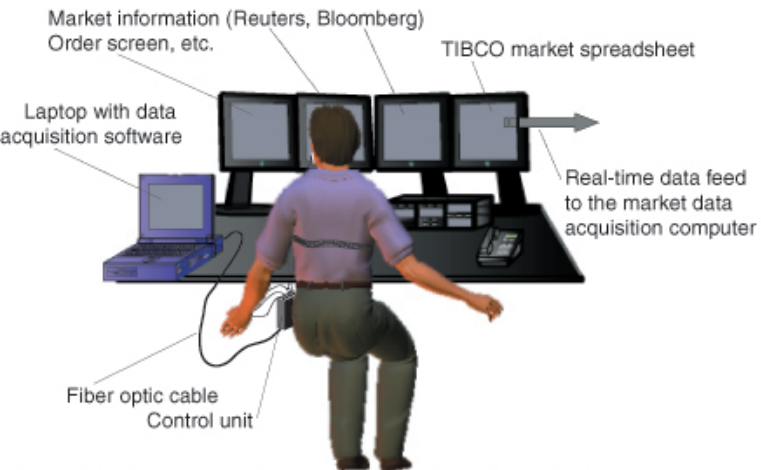 Market information (Reuters, Bloomberg)
Order screen, etc.
TIBCO market spreadsheet
Laptop with data
acquisition software
Real-time data feed
to the market data
acquisition computer
Fiber optic cable
Control unit